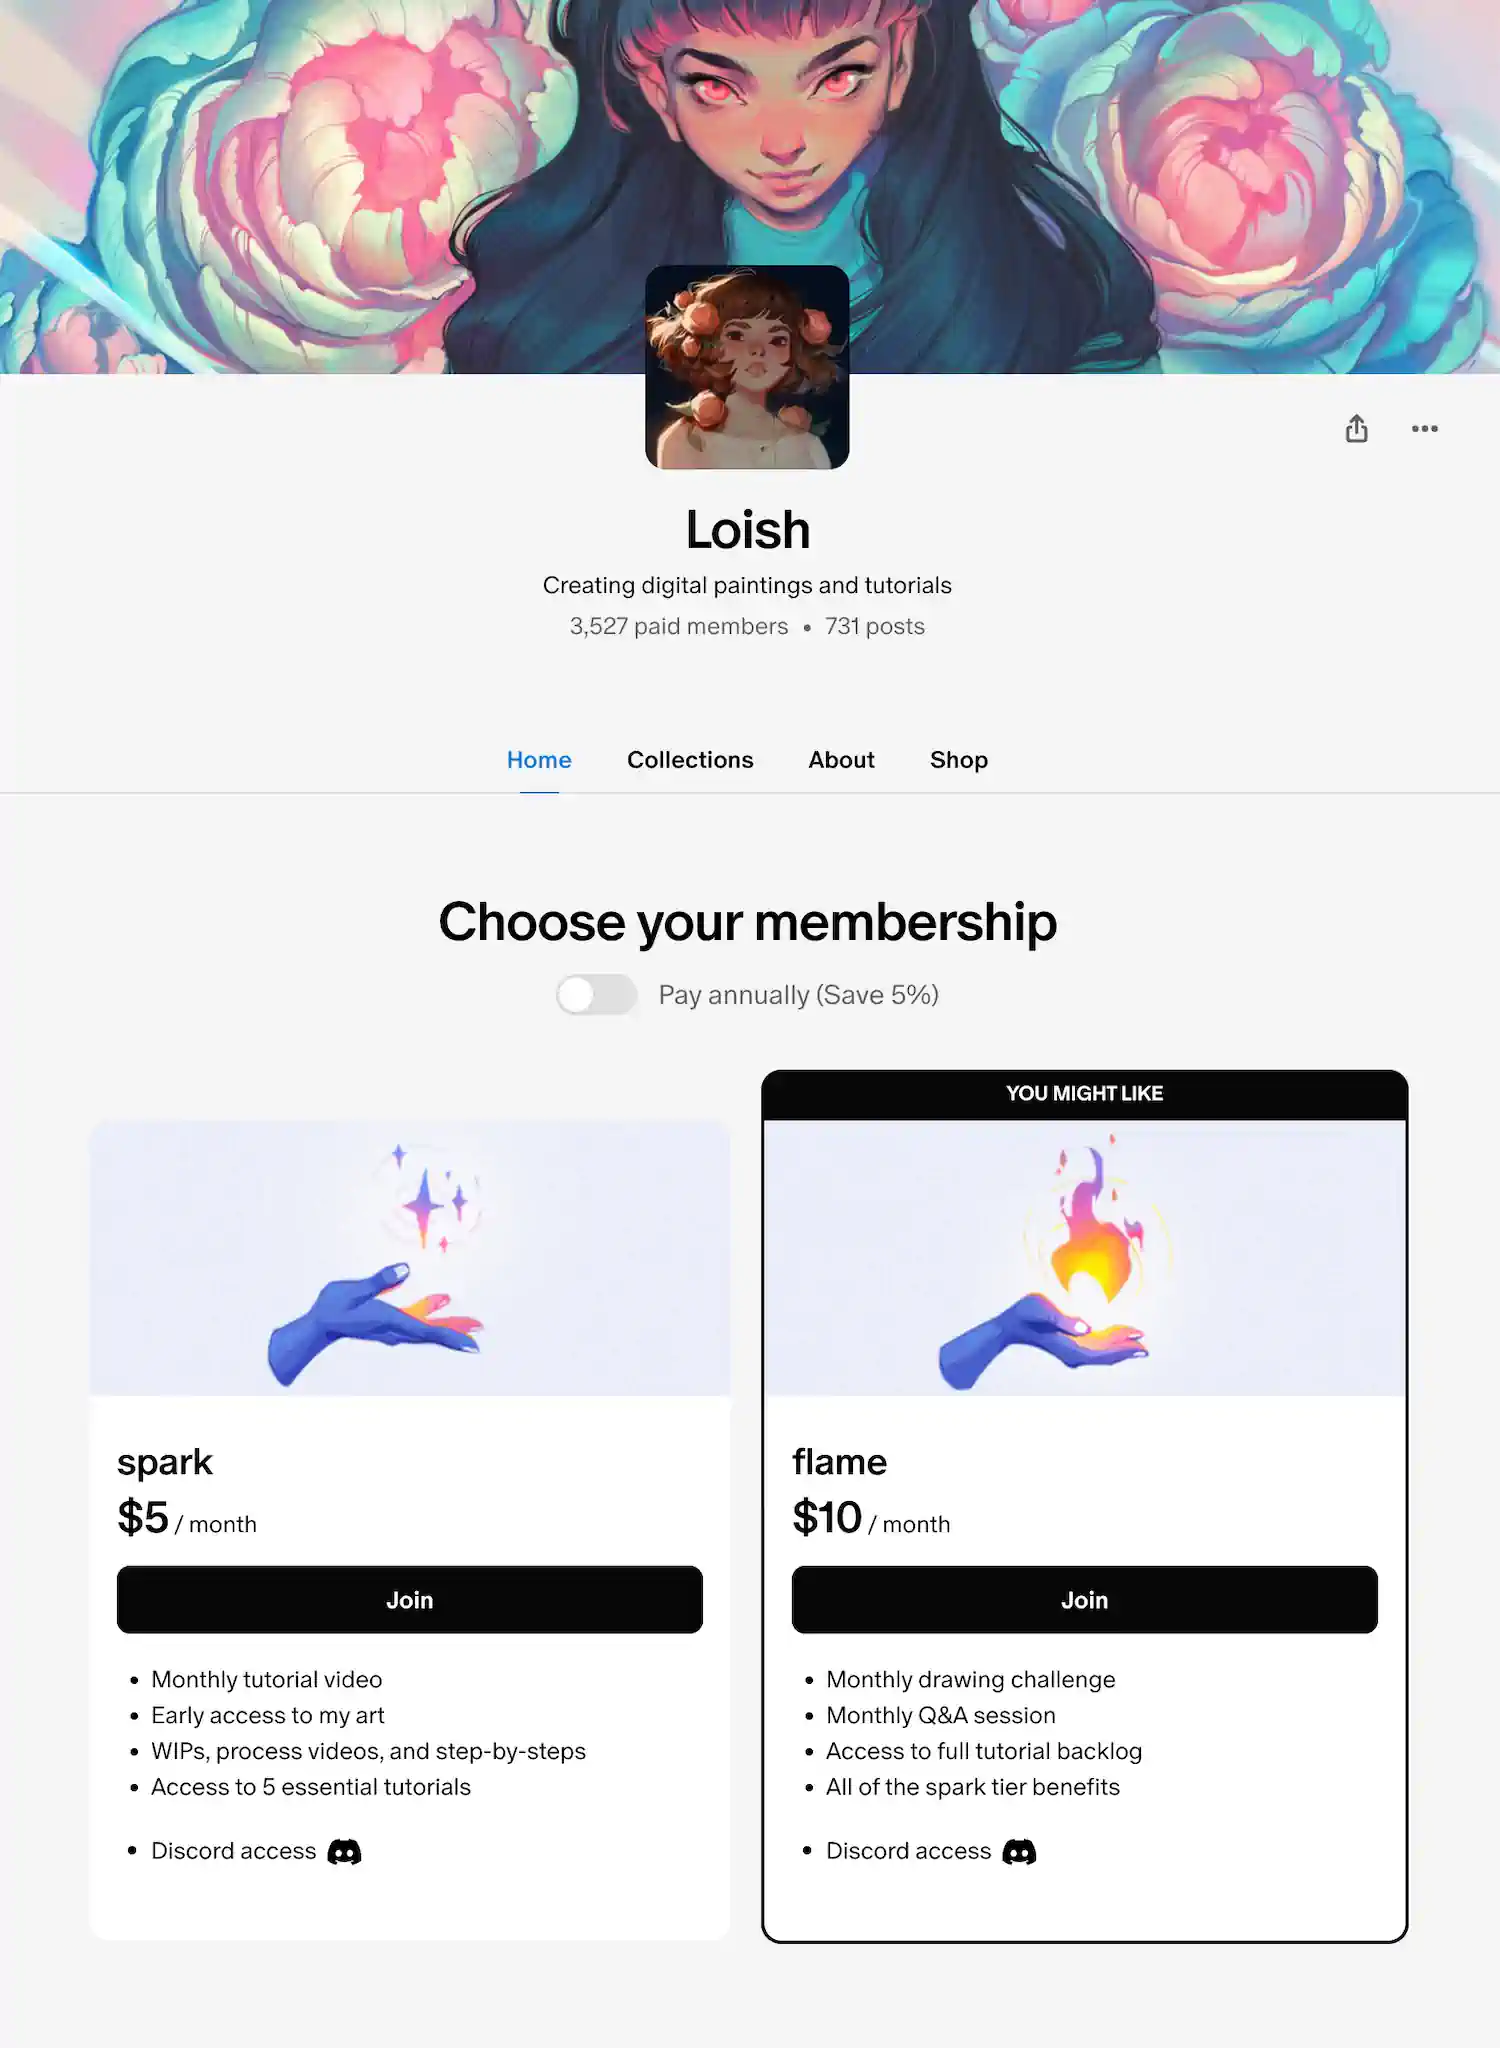 Loish
Creating digital paintings and tutorials
3,527 paid members • 731 posts
Home Collections About Shop
Choose your membership
Pay annually (Save 5%)
spark
$5 / month
Join
• Monthly tutorial video
• Early access to my art
• WIPs, process videos, and step-by-steps
• Access to 5 essential tutorials
• Discord access
YOU MIGHT LIKE
flame
$10 / month
Join
• Monthly drawing challenge
• Monthly Q&A session
• Access to full tutorial backlog
• All of the spark tier benefits
• Discord access